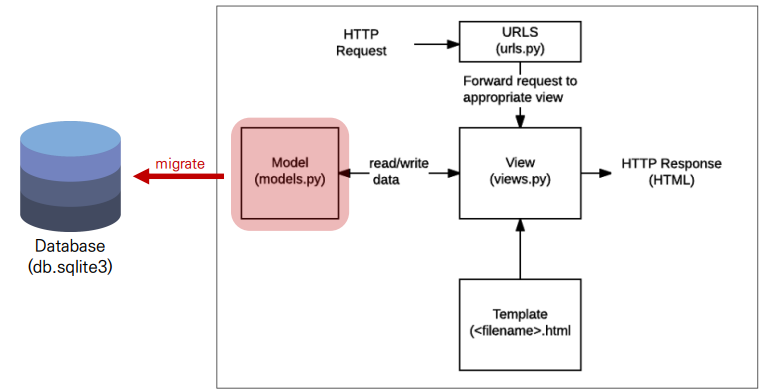 HTTP
Request
URLS
(urls.py)
Forward request to
appropriate view
Model
(models.py)
read/write
data
View
(views.py)
HTTP Response
(HTML)
migrate
Database
(db.sqlite3)
Template
(<filename>.html